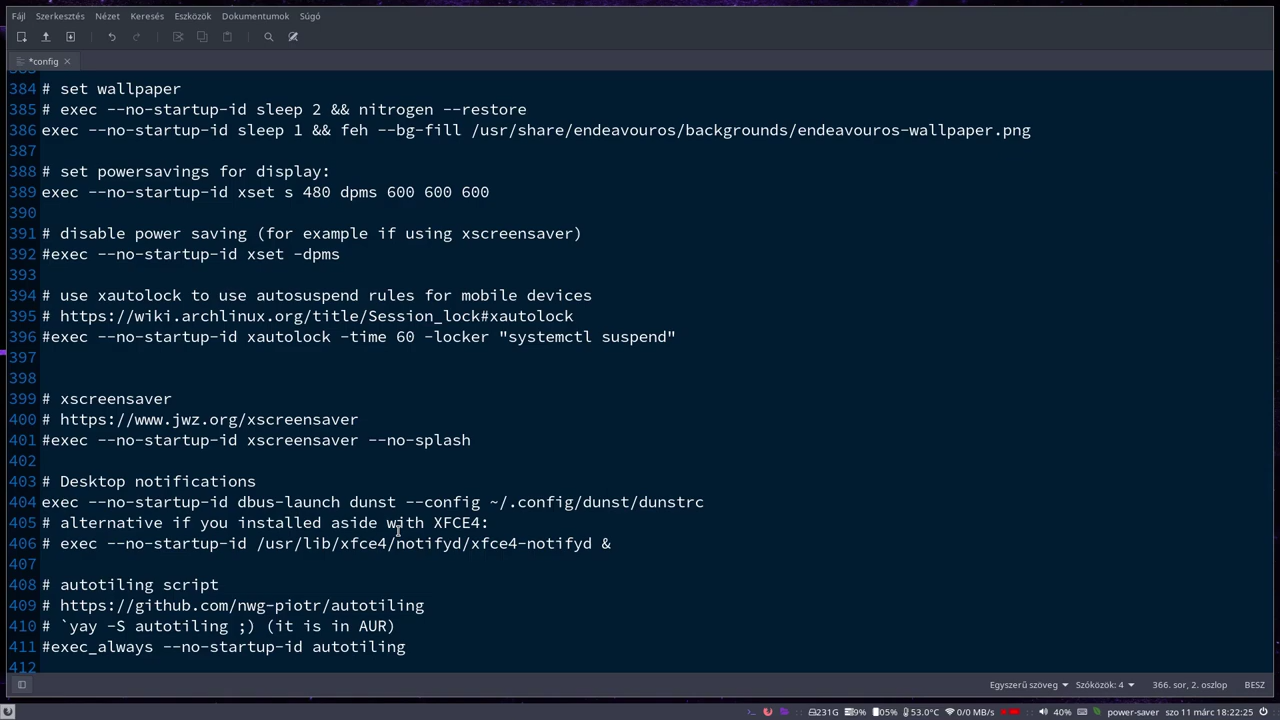 Fájl Szerkesztés Nézet Keresés Eszközök Dokumentumok Súgó
*config
384 # set wallpaper
385 # exec --no-startup-id sleep 2 && nitrogen --restore
386 exec --no-startup-id sleep 1 && feh --bg-fill /usr/share/endeavouros/backgrounds/endeavouros-wallpaper.png
387
388 # set powersavings for display:
389 exec --no-startup-id xset s 480 dpms 600 600 600
390
391 # disable power saving (for example if using xscreensaver)
392 #exec --no-startup-id xset -dpms
393
394 # use xautolock to use autosuspend rules for mobile devices
395 # https://wiki.archlinux.org/title/Session_lock#xautolock
396 #exec --no-startup-id xautolock -time 60 -locker "systemctl suspend"
397
398
399 # xscreensaver
400 # https://www.jwz.org/xscreensaver
401 #exec --no-startup-id xscreensaver --no-splash
402
403 # Desktop notifications
404 exec --no-startup-id dbus-launch dunst --config ~/.config/dunst/dunstrc
405 # alternative if you installed aside with XFCE4:
406 # exec --no-startup-id /usr/lib/xfce4/notifyd/xfce4-notifyd &
407
408 # autotiling script
409 # https://github.com/nwg-piotr/autotiling
410 # `yay -S autotiling ;) (it is in AUR)
411 #exec_always --no-startup-id autotiling
412
Egyszerű szöveg Szóközök: 4 366. sor, 2. oszlop BESZ
231G 9% 05% 53.0°C 0/0 MB/s 40% power-saver szo 11 márc 18:22:25